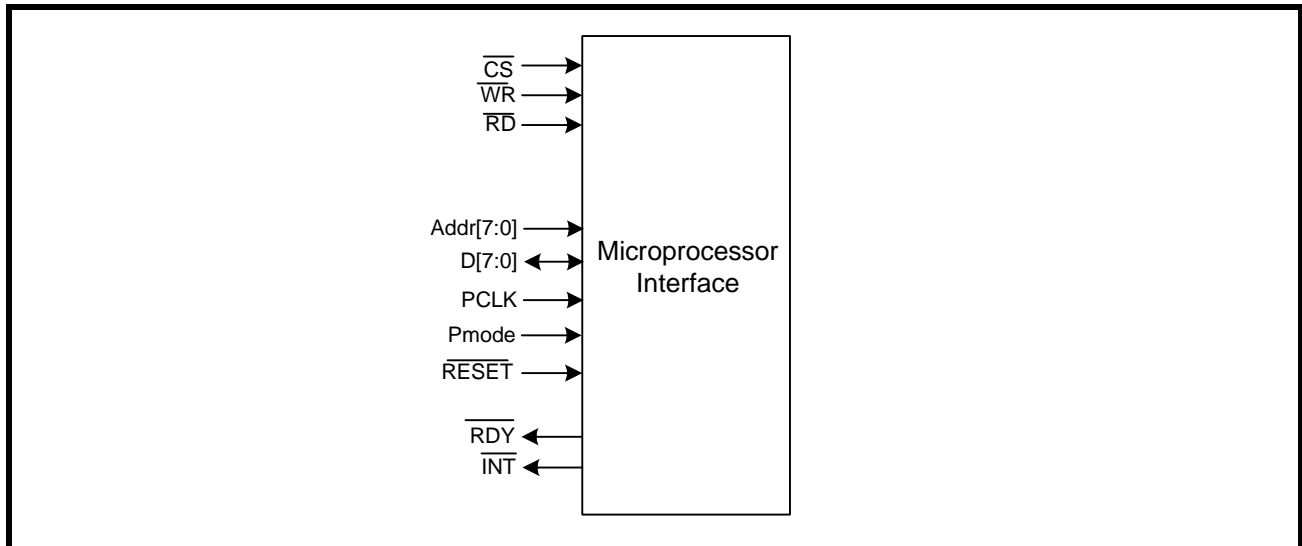 CS
WR
RD
Addr[7:0]
D[7:0]
PCLK
Pmode
RESET
RDY
INT
Microprocessor
Interface